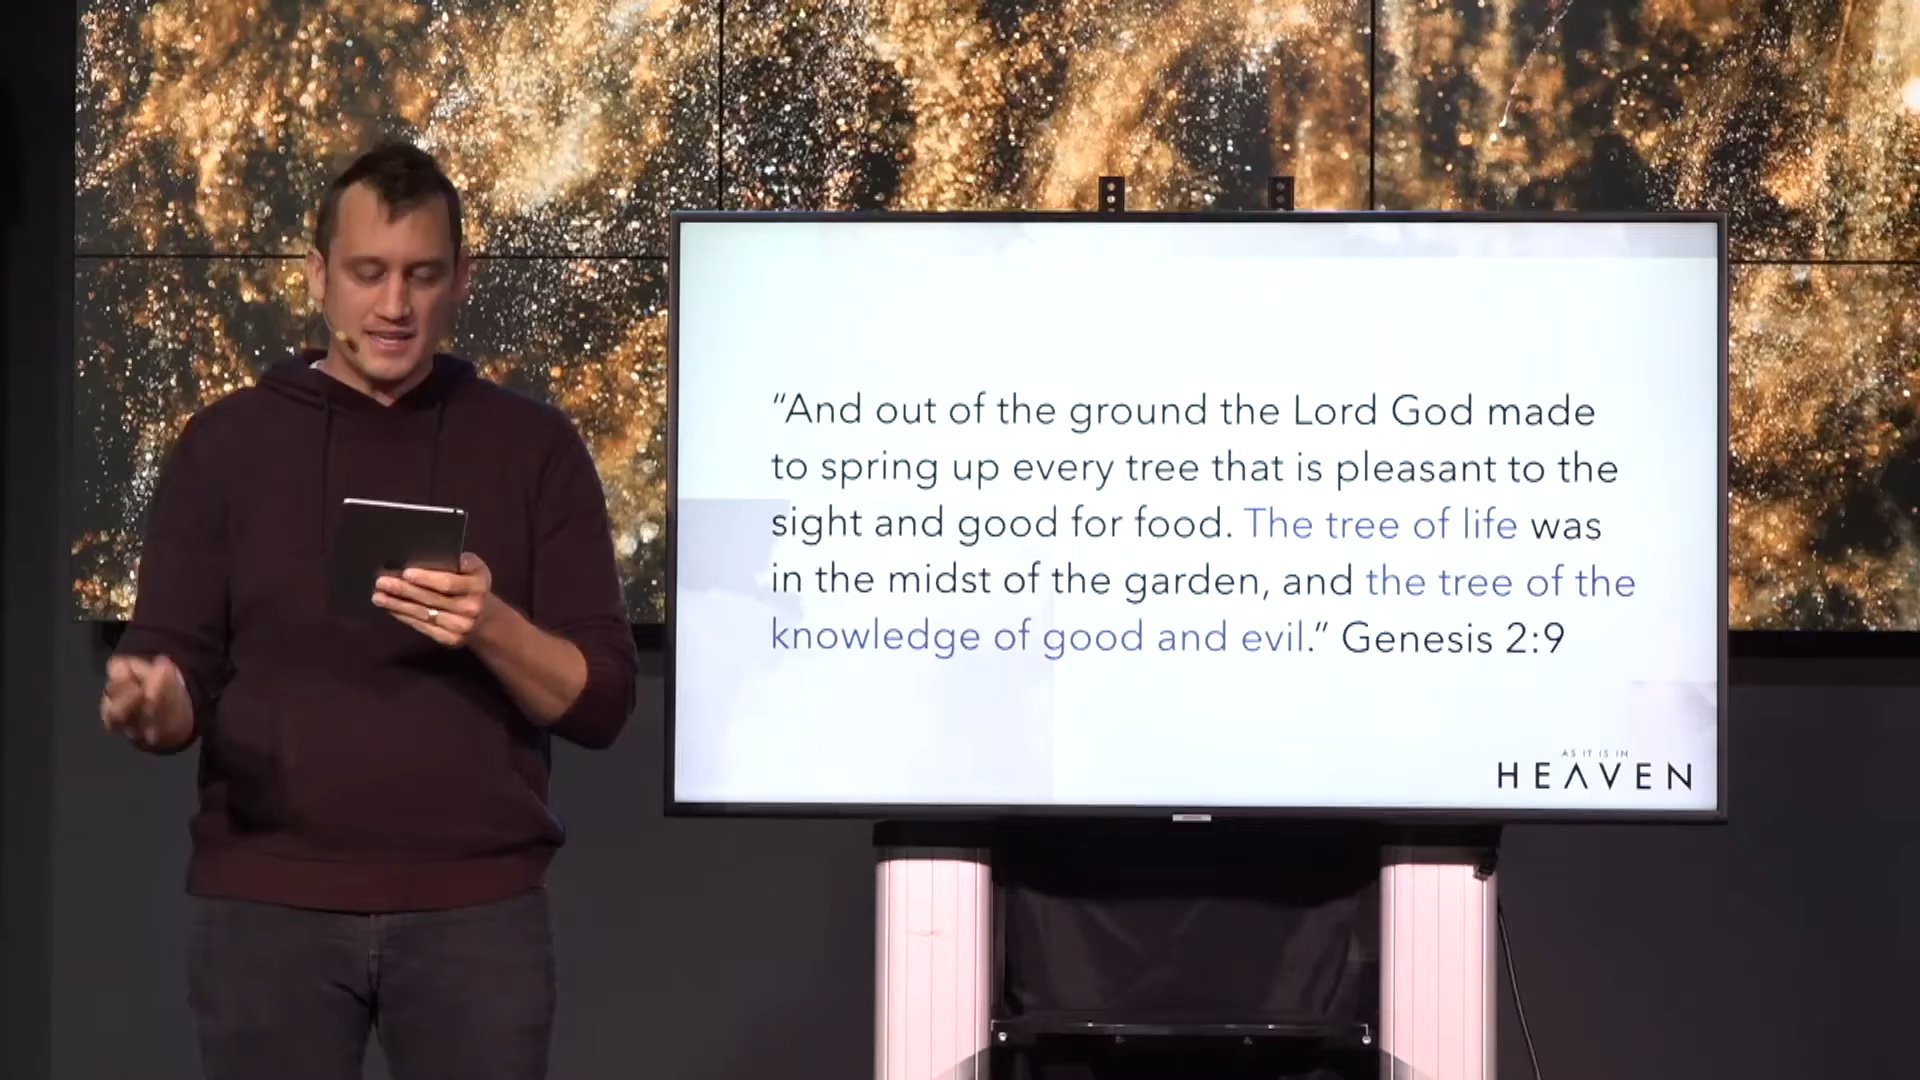 “And out of the ground the Lord God made
to spring up every tree that is pleasant to the
sight and good for food. The tree of life was
in the midst of the garden, and the tree of the
knowledge of good and evil.” Genesis 2:9
AS IT IS IN
HEAVEN